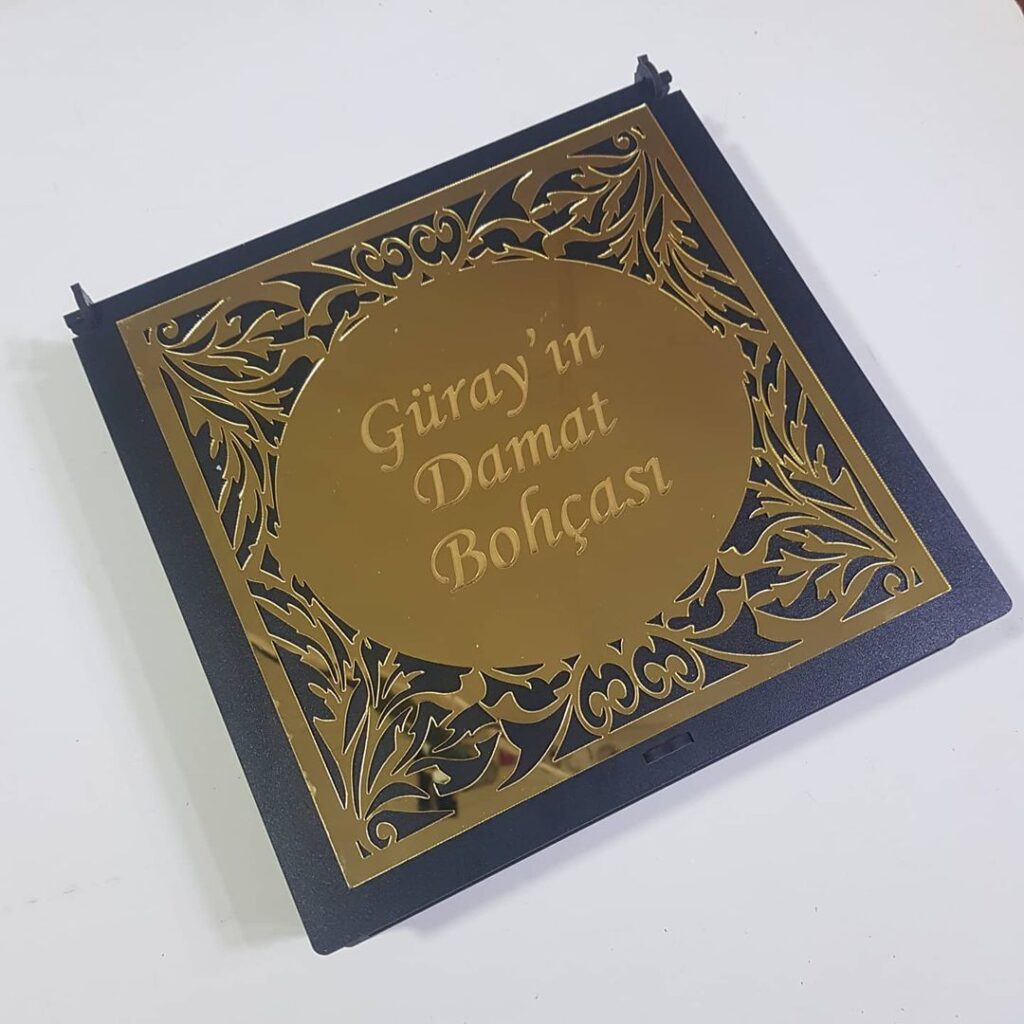 Güray’ın
Damat
Bohçası